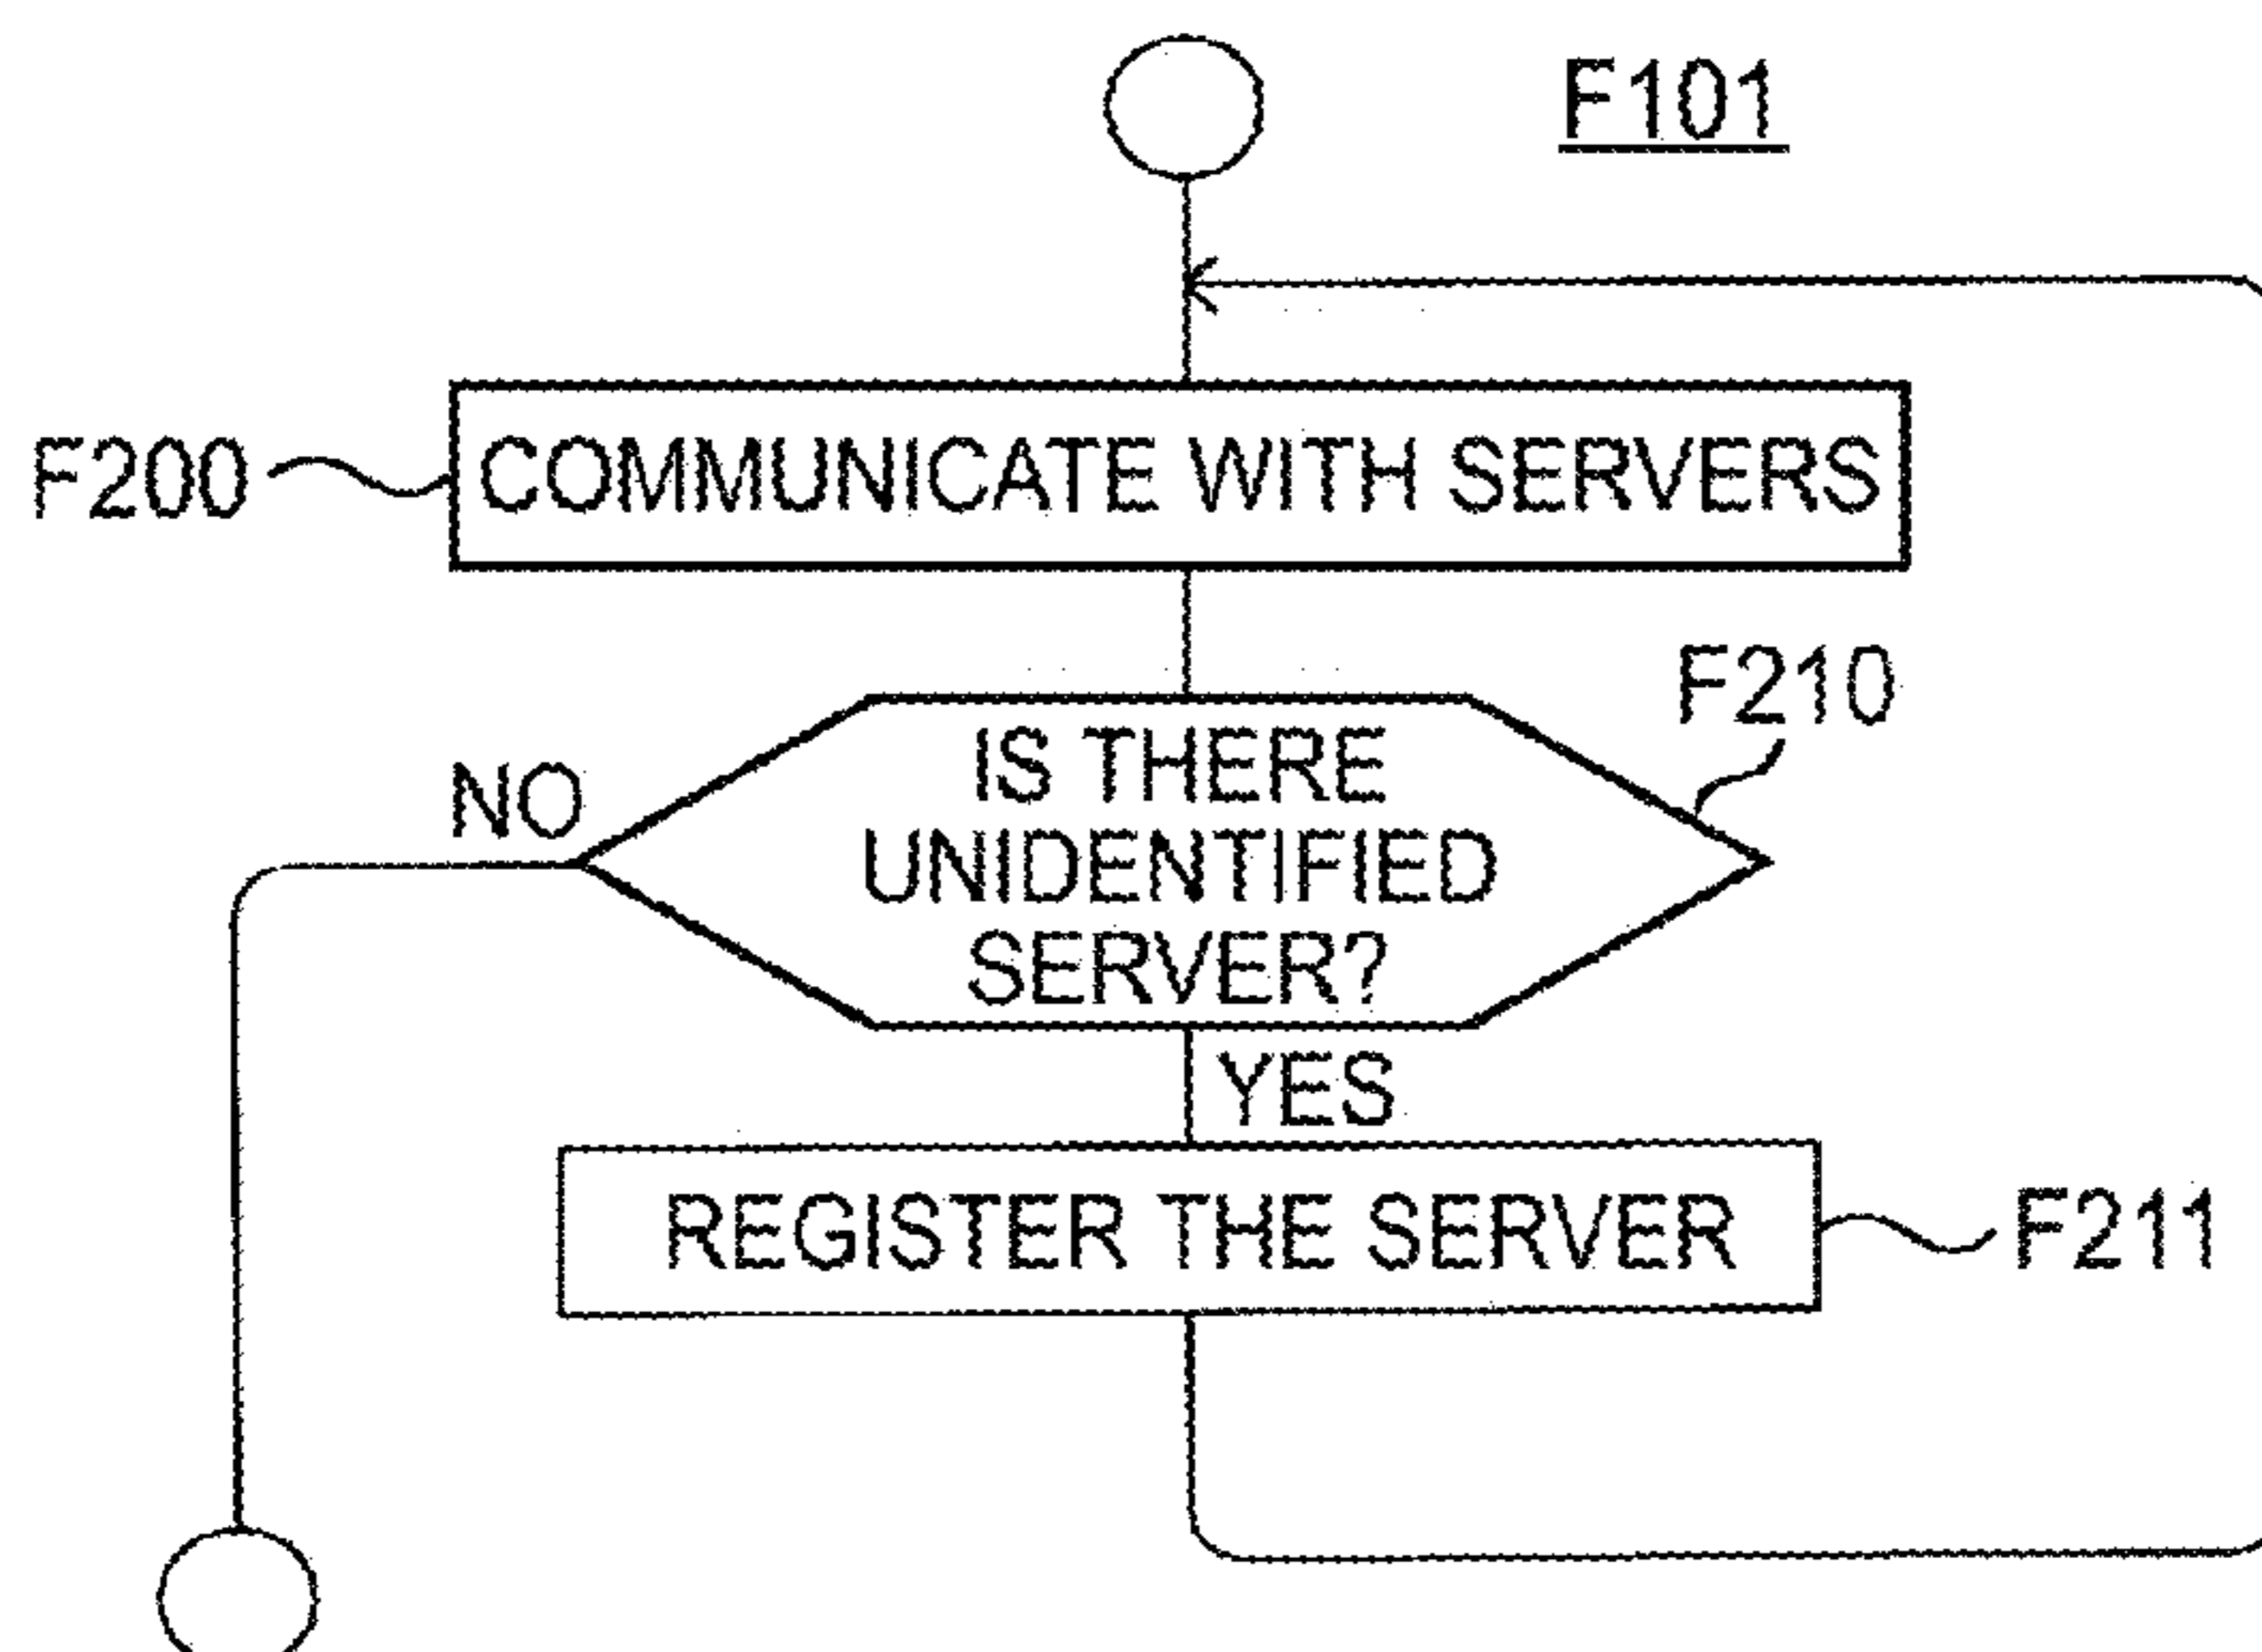 F101
F200
COMMUNICATE WITH SERVERS
F210
NO
IS THERE
UNIDENTIFIED
SERVER?
YES
REGISTER THE SERVER
F211